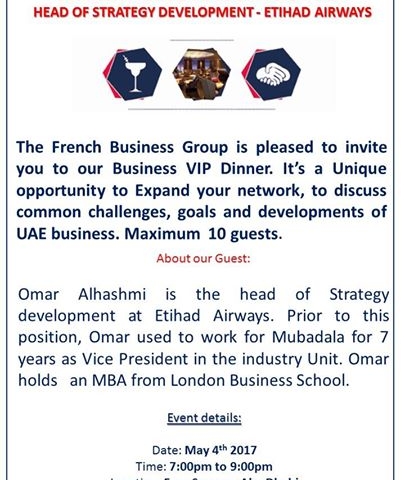 HEAD OF STRATEGY DEVELOPMENT - ETIHAD AIRWAYS
The French Business Group is pleased to invite
you to our Business VIP Dinner. It's a Unique
opportunity to Expand your network, to discuss
common challenges, goals and developments of
UAE business. Maximum 10 guests.
About our Guest:
Omar Alhashmi is the head of Strategy
development at Etihad Airways. Prior to this
position, Omar used to work for Mubadala for 7
years as Vice President in the industry Unit. Omar
holds an MBA from London Business School.
Event details:
Date: May 4th 2017
Time: 7:00pm to 9:00pm